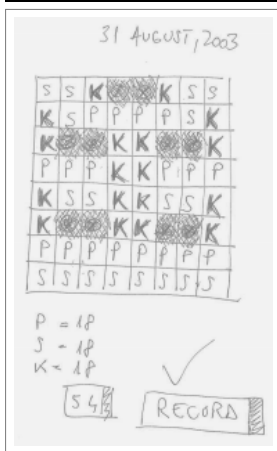 31 AUGUST, 2003
S S K K S S
K S P P P P S K
K K K K
P P P K K P P P
K S S K K S S K
K K K K
P P P P P P P P
S S S S S S S S
P = 18
S = 18
K = 18
54
RECORD